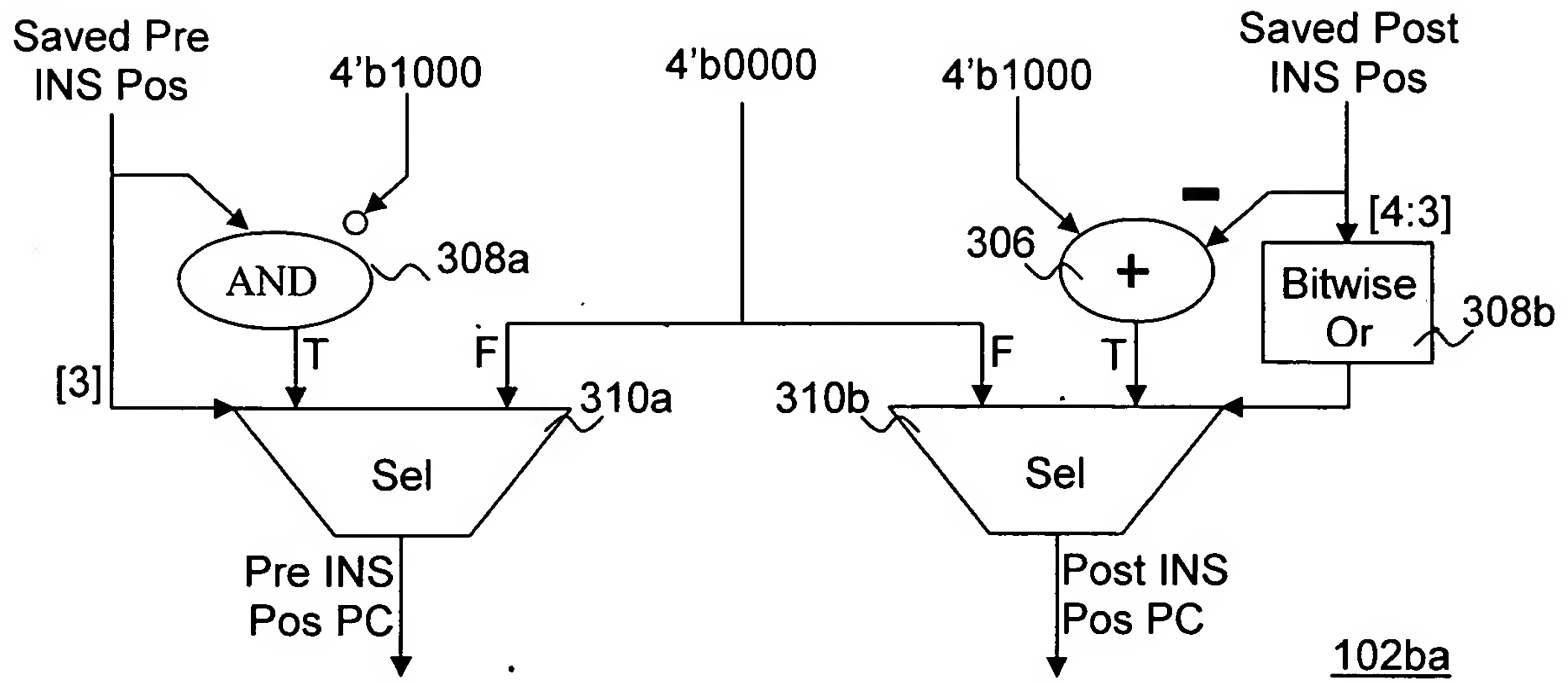 Saved Pre
INS Pos
4'b1000
4'b0000
4'b1000
Saved Post
INS Pos
[4:3]
AND
308a
306
+
Bitwise
Or
308b
T
F
F
T
[3]
310a
310b
Sel
Sel
Pre INS
Pos PC
Post INS
Pos PC
102ba